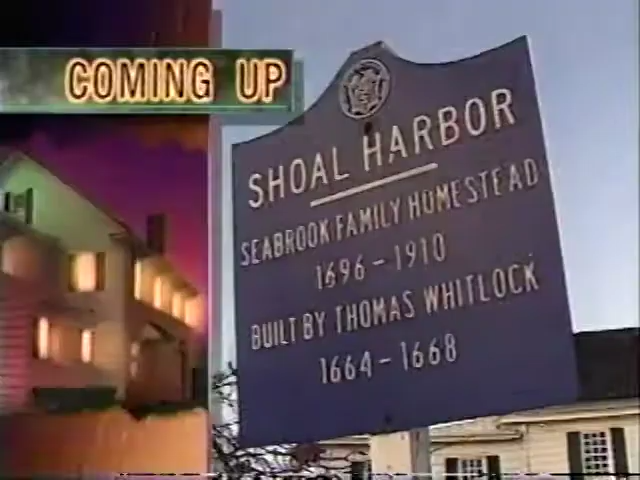 COMING UP
SHOAL HARBOR
SEABROOK FAMILY HOMESTEAD
1696-1910
BUILT BY THOMAS WHITLOCK
1664-1668